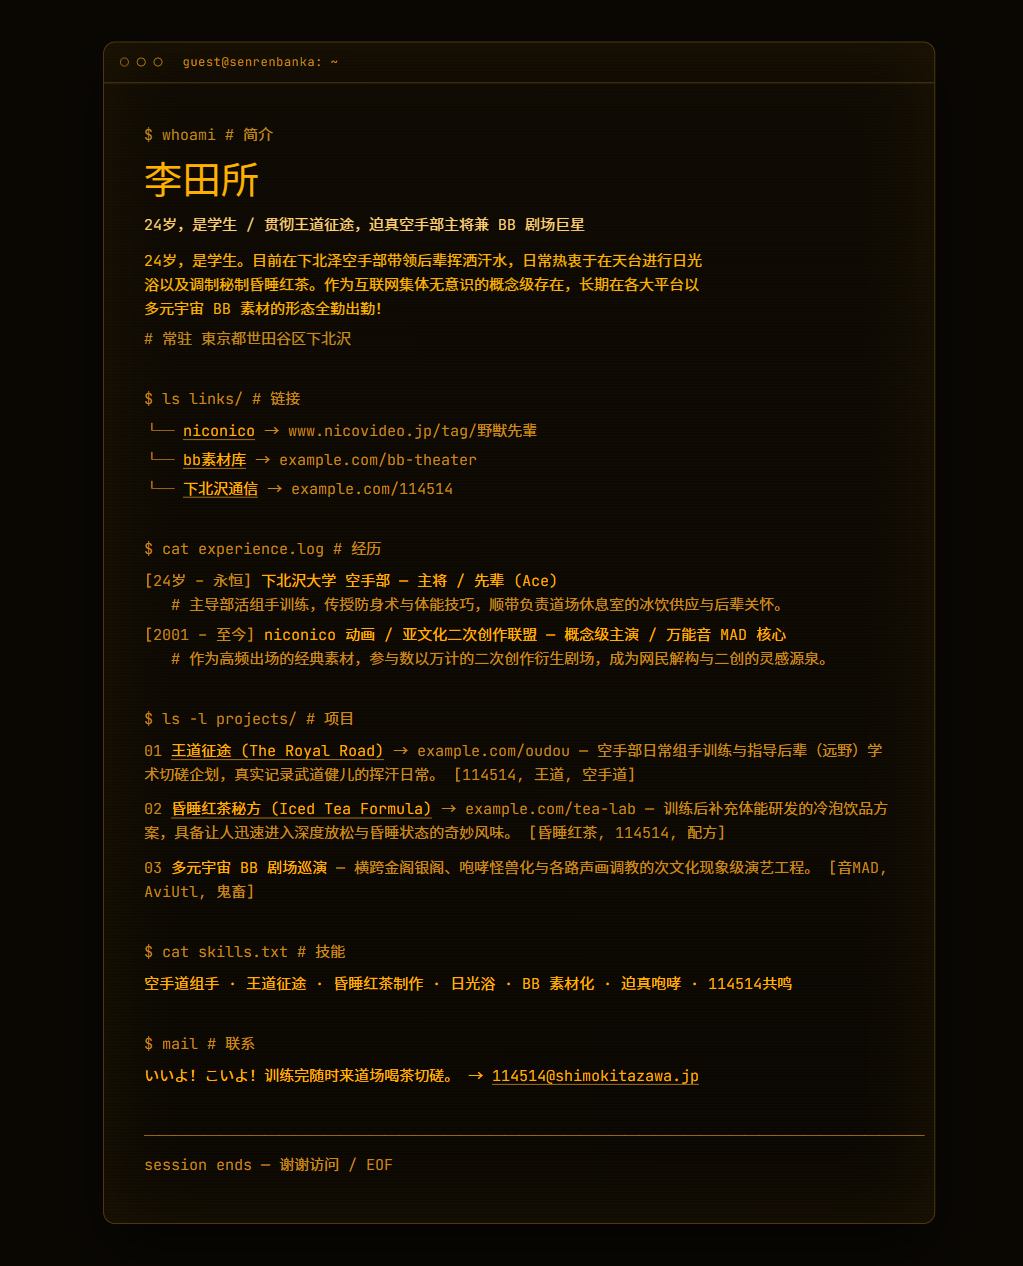 guest@senrenbanka: ~
$ whoami # 简介
李田所
24岁，是学生 / 贯彻王道征途，迫真空手部主将兼 BB 剧场巨星
24岁，是学生。目前在下北泽空手部带领后辈挥洒汗水，日常热衷于在天台进行日光
浴以及调制秘制昏睡红茶。作为互联网集体无意识的概念级存在，长期在各大平台以
多元宇宙 BB 素材的形态全勤出勤！
# 常驻 東京都世田谷区下北沢
$ ls links/ # 链接
└── niconico → www.nicovideo.jp/tag/野獣先輩
└── bb素材库 → example.com/bb-theater
└── 下北沢通信 → example.com/114514
$ cat experience.log # 经历
[24岁 – 永恒] 下北沢大学 空手部 — 主将 / 先辈 (Ace)
# 主导部活组手训练，传授防身术与体能技巧，顺带负责道场休息室的冰饮供应与后辈关怀。
[2001 – 至今] niconico 动画 / 亚文化二次创作联盟 — 概念级主演 / 万能音 MAD 核心
# 作为高频出场的经典素材，参与数以万计的二次创作衍生剧场，成为网民解构与二创的灵感源泉。
$ ls -l projects/ # 项目
01 王道征途 (The Royal Road) → example.com/oudou — 空手部日常组手训练与指导后辈（远野）学
术切磋企划，真实记录武道健儿的挥汗日常。 [114514, 王道, 空手道]
02 昏睡红茶秘方 (Iced Tea Formula) → example.com/tea-lab — 训练后补充体能研发的冷泡饮品方
案，具备让人迅速进入深度放松与昏睡状态的奇妙风味。 [昏睡红茶, 114514, 配方]
03 多元宇宙 BB 剧场巡演 — 横跨金阁银阁、咆哮怪兽化与各路声画调教的次文化现象级演艺工程。 [音MAD,
AviUtl, 鬼畜]
$ cat skills.txt # 技能
空手道组手 · 王道征途 · 昏睡红茶制作 · 日光浴 · BB 素材化 · 迫真咆哮 · 114514共鸣
$ mail # 联系
いいよ！こいよ！训练完随时来道场喝茶切磋。 → 114514@shimokitazawa.jp
session ends — 谢谢访问 / EOF